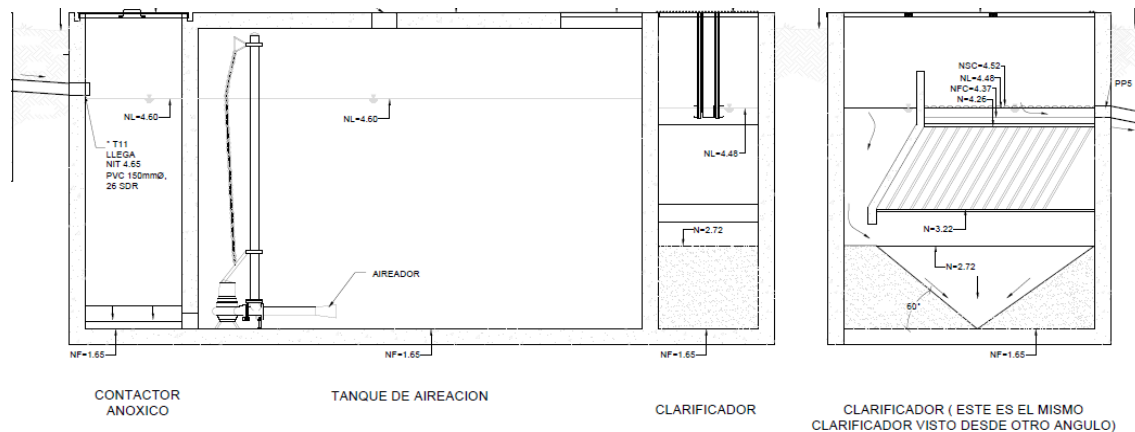 NL=4.60
* T11
LLEGA
NIT 4.65
PVC 150mmØ,
26 SDR
NF=1.65
CONTACTOR
ANOXICO
NL=4.60
AIREADOR
NF=1.65
TANQUE DE AIREACION
NL=4.48
N=2.72
NF=1.65
CLARIFICADOR
NSC=4.52
NL=4.48
NFC=4.37
N=4.26
PP5
N=3.22
N=2.72
60°
NF=1.65
CLARIFICADOR ( ESTE ES EL MISMO
CLARIFICADOR VISTO DESDE OTRO ANGULO)